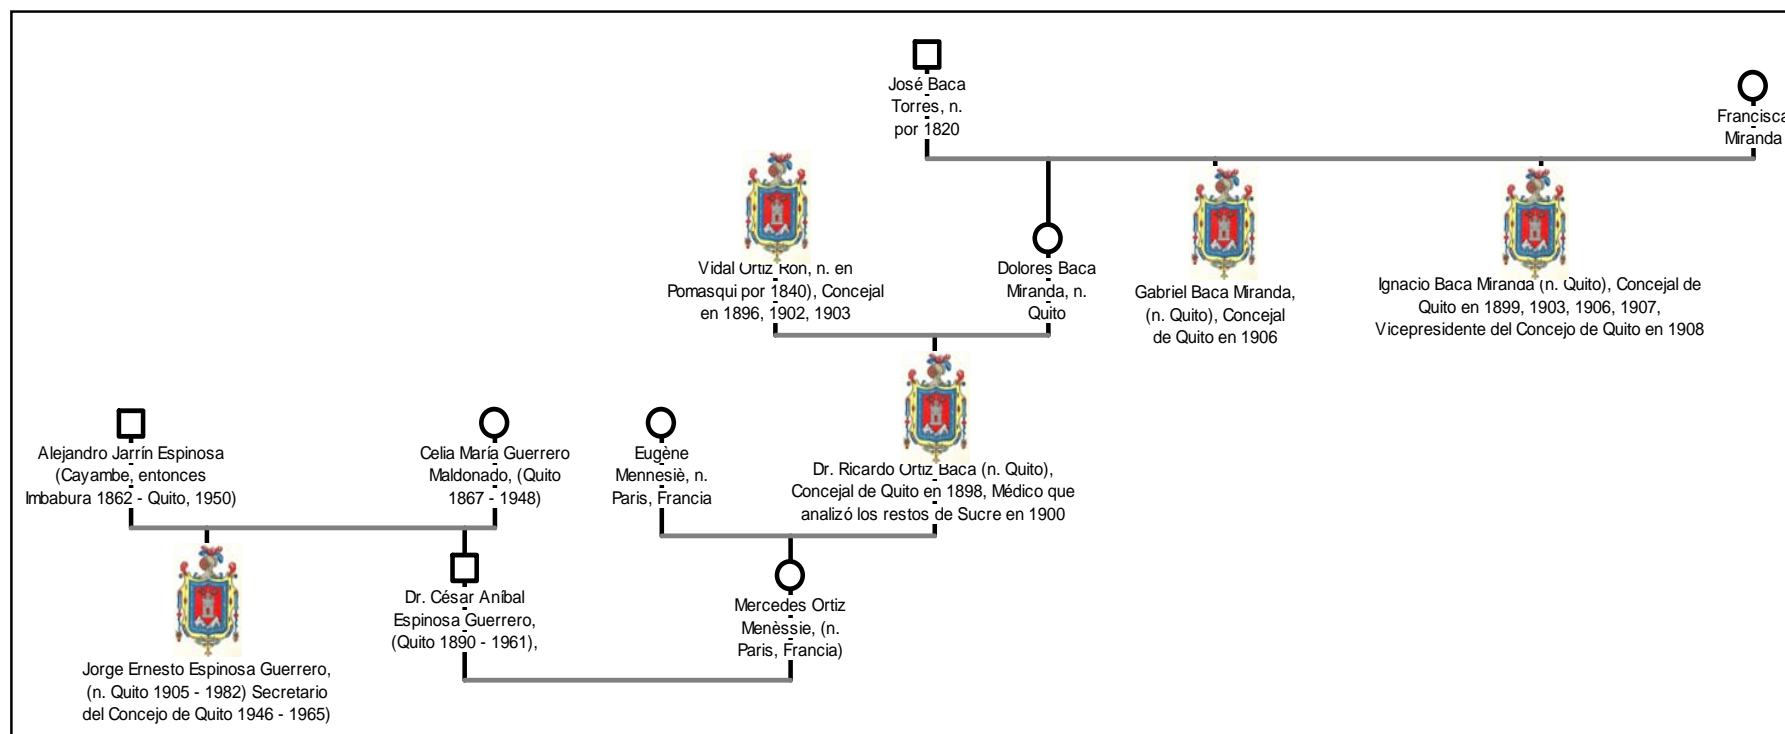 José Baca
Torres, n.
por 1820
Francisca
Miranda
Vidal Ortiz Ron, n. en
Pomasqui por 1840), Concejal
en 1896, 1902, 1903
Dolores Baca
Miranda, n.
Quito
Gabriel Baca Miranda,
(n. Quito), Concejal
de Quito en 1906
Ignacio Baca Miranda (n. Quito), Concejal de
Quito en 1899, 1903, 1906, 1907,
Vicepresidente del Concejo de Quito en 1908
Alejandro Jarrín Espinosa
(Cayambe, entonces
Imbabura 1862 - Quito, 1950)
Celia María Guerrero
Maldonado, (Quito
1867 - 1948)
Eugène
Mennesiè, n.
Paris, Francia
Dr. Ricardo Ortiz Baca (n. Quito),
Concejal de Quito en 1898, Médico que
analizó los restos de Sucre en 1900
Jorge Ernesto Espinosa Guerrero,
(n. Quito 1905 - 1982) Secretario
del Concejo de Quito 1946 - 1965)
Dr. César Aníbal
Espinosa Guerrero,
(Quito 1890 - 1961),
Mercedes Ortiz
Menèssie, (n.
Paris, Francia)